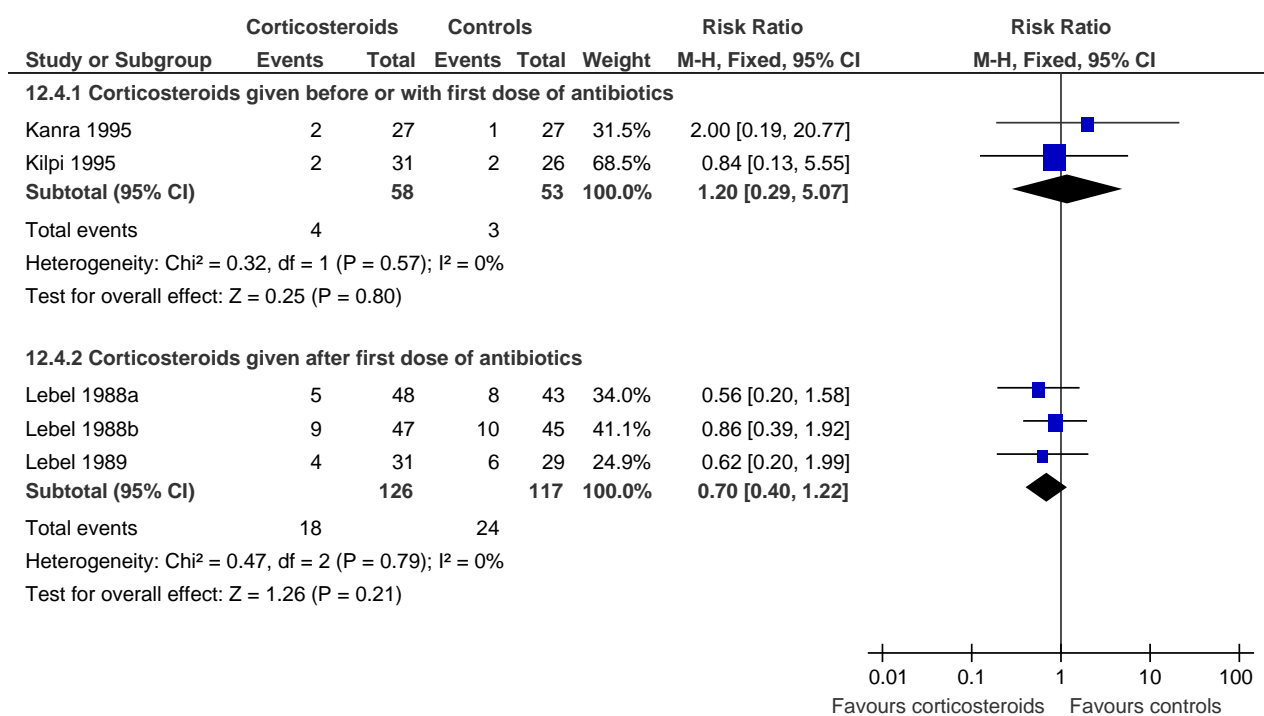 Corticosteroids Controls Risk Ratio Risk Ratio
Study or Subgroup Events Total Events Total Weight M-H, Fixed, 95% CI M-H, Fixed, 95% CI
12.4.1 Corticosteroids given before or with first dose of antibiotics
Kanra 1995 2 27 1 27 31.5% 2.00 [0.19, 20.77]
Kilpi 1995 2 31 2 26 68.5% 0.84 [0.13, 5.55]
Subtotal (95% CI) 58 53 100.0% 1.20 [0.29, 5.07]
Total events 4 3
Heterogeneity: Chi² = 0.32, df = 1 (P = 0.57); I² = 0%
Test for overall effect: Z = 0.25 (P = 0.80)
12.4.2 Corticosteroids given after first dose of antibiotics
Lebel 1988a 5 48 8 43 34.0% 0.56 [0.20, 1.58]
Lebel 1988b 9 47 10 45 41.1% 0.86 [0.39, 1.92]
Lebel 1989 4 31 6 29 24.9% 0.62 [0.20, 1.99]
Subtotal (95% CI) 126 117 100.0% 0.70 [0.40, 1.22]
Total events 18 24
Heterogeneity: Chi² = 0.47, df = 2 (P = 0.79); I² = 0%
Test for overall effect: Z = 1.26 (P = 0.21)
0.01 0.1 1 10 100
Favours corticosteroids Favours controls